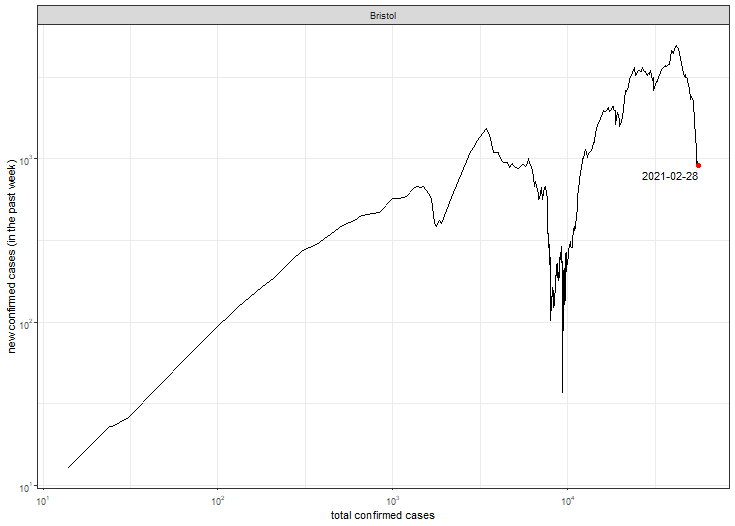 Bristol
new confirmed cases (in the past week)
10³
10²
10¹
2021-02-28
10¹
10²
10³
10⁴
total confirmed cases